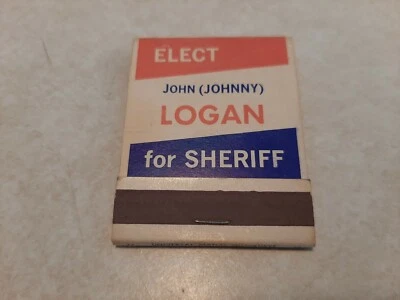 ELECT
JOHN (JOHNNY)
LOGAN
for SHERIFF